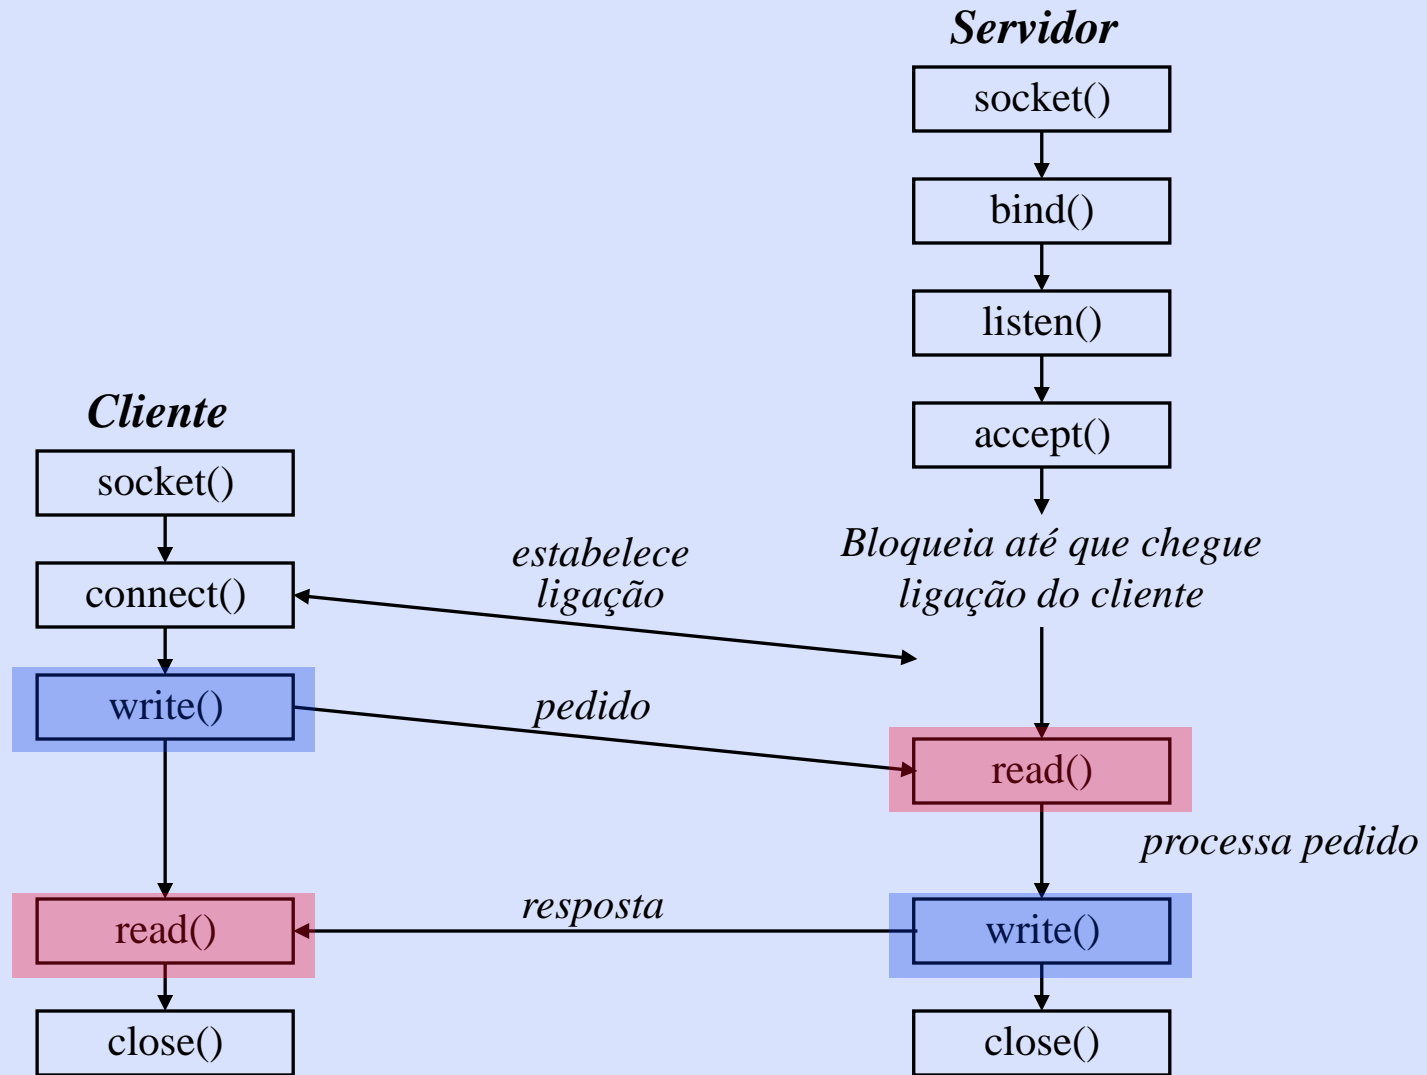 Servidor
socket()
bind()
listen()
accept()
Bloqueia até que chegue
ligação do cliente
read()
processa pedido
write()
close()
Cliente
socket()
connect()
write()
read()
close()
estabelece
ligação
pedido
resposta